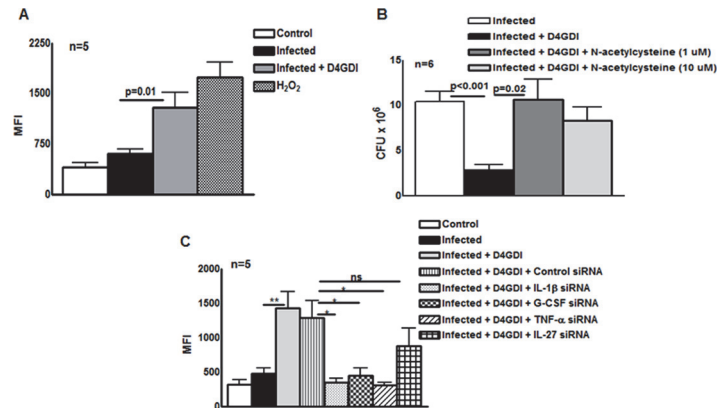 A
Control
Infected
Infected + D4GDI
H₂O₂
n=5
p=0.01
2250
1500
750
0
MFI
B
Infected
Infected + D4GDI
Infected + D4GDI + N-acetylcysteine (1 uM)
Infected + D4GDI + N-acetylcysteine (10 uM)
n=6
p<0.001
p=0.02
15
10
5
0
CFU x 10⁶
C
Control
Infected
Infected + D4GDI
Infected + D4GDI + Control siRNA
Infected + D4GDI + IL-1β siRNA
Infected + D4GDI + G-CSF siRNA
Infected + D4GDI + TNF-α siRNA
Infected + D4GDI + IL-27 siRNA
n=5
ns
*
*
*
**
2000
1500
1000
500
0
MFI